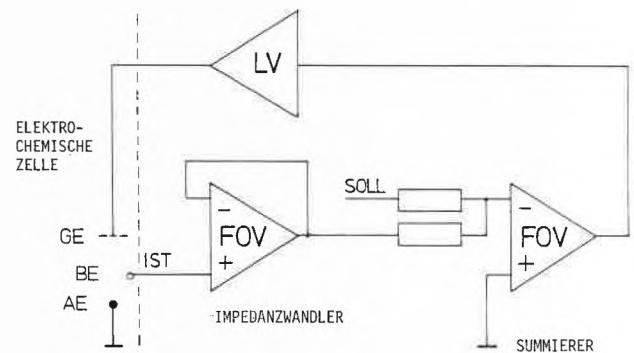 LV
ELEKTRO-
CHEMISCHE
ZELLE
SOLL
-
FOV
+
-
FOV
+
GE
BE
IST
AE
IMPEDANZWANDLER
SUMMIERER